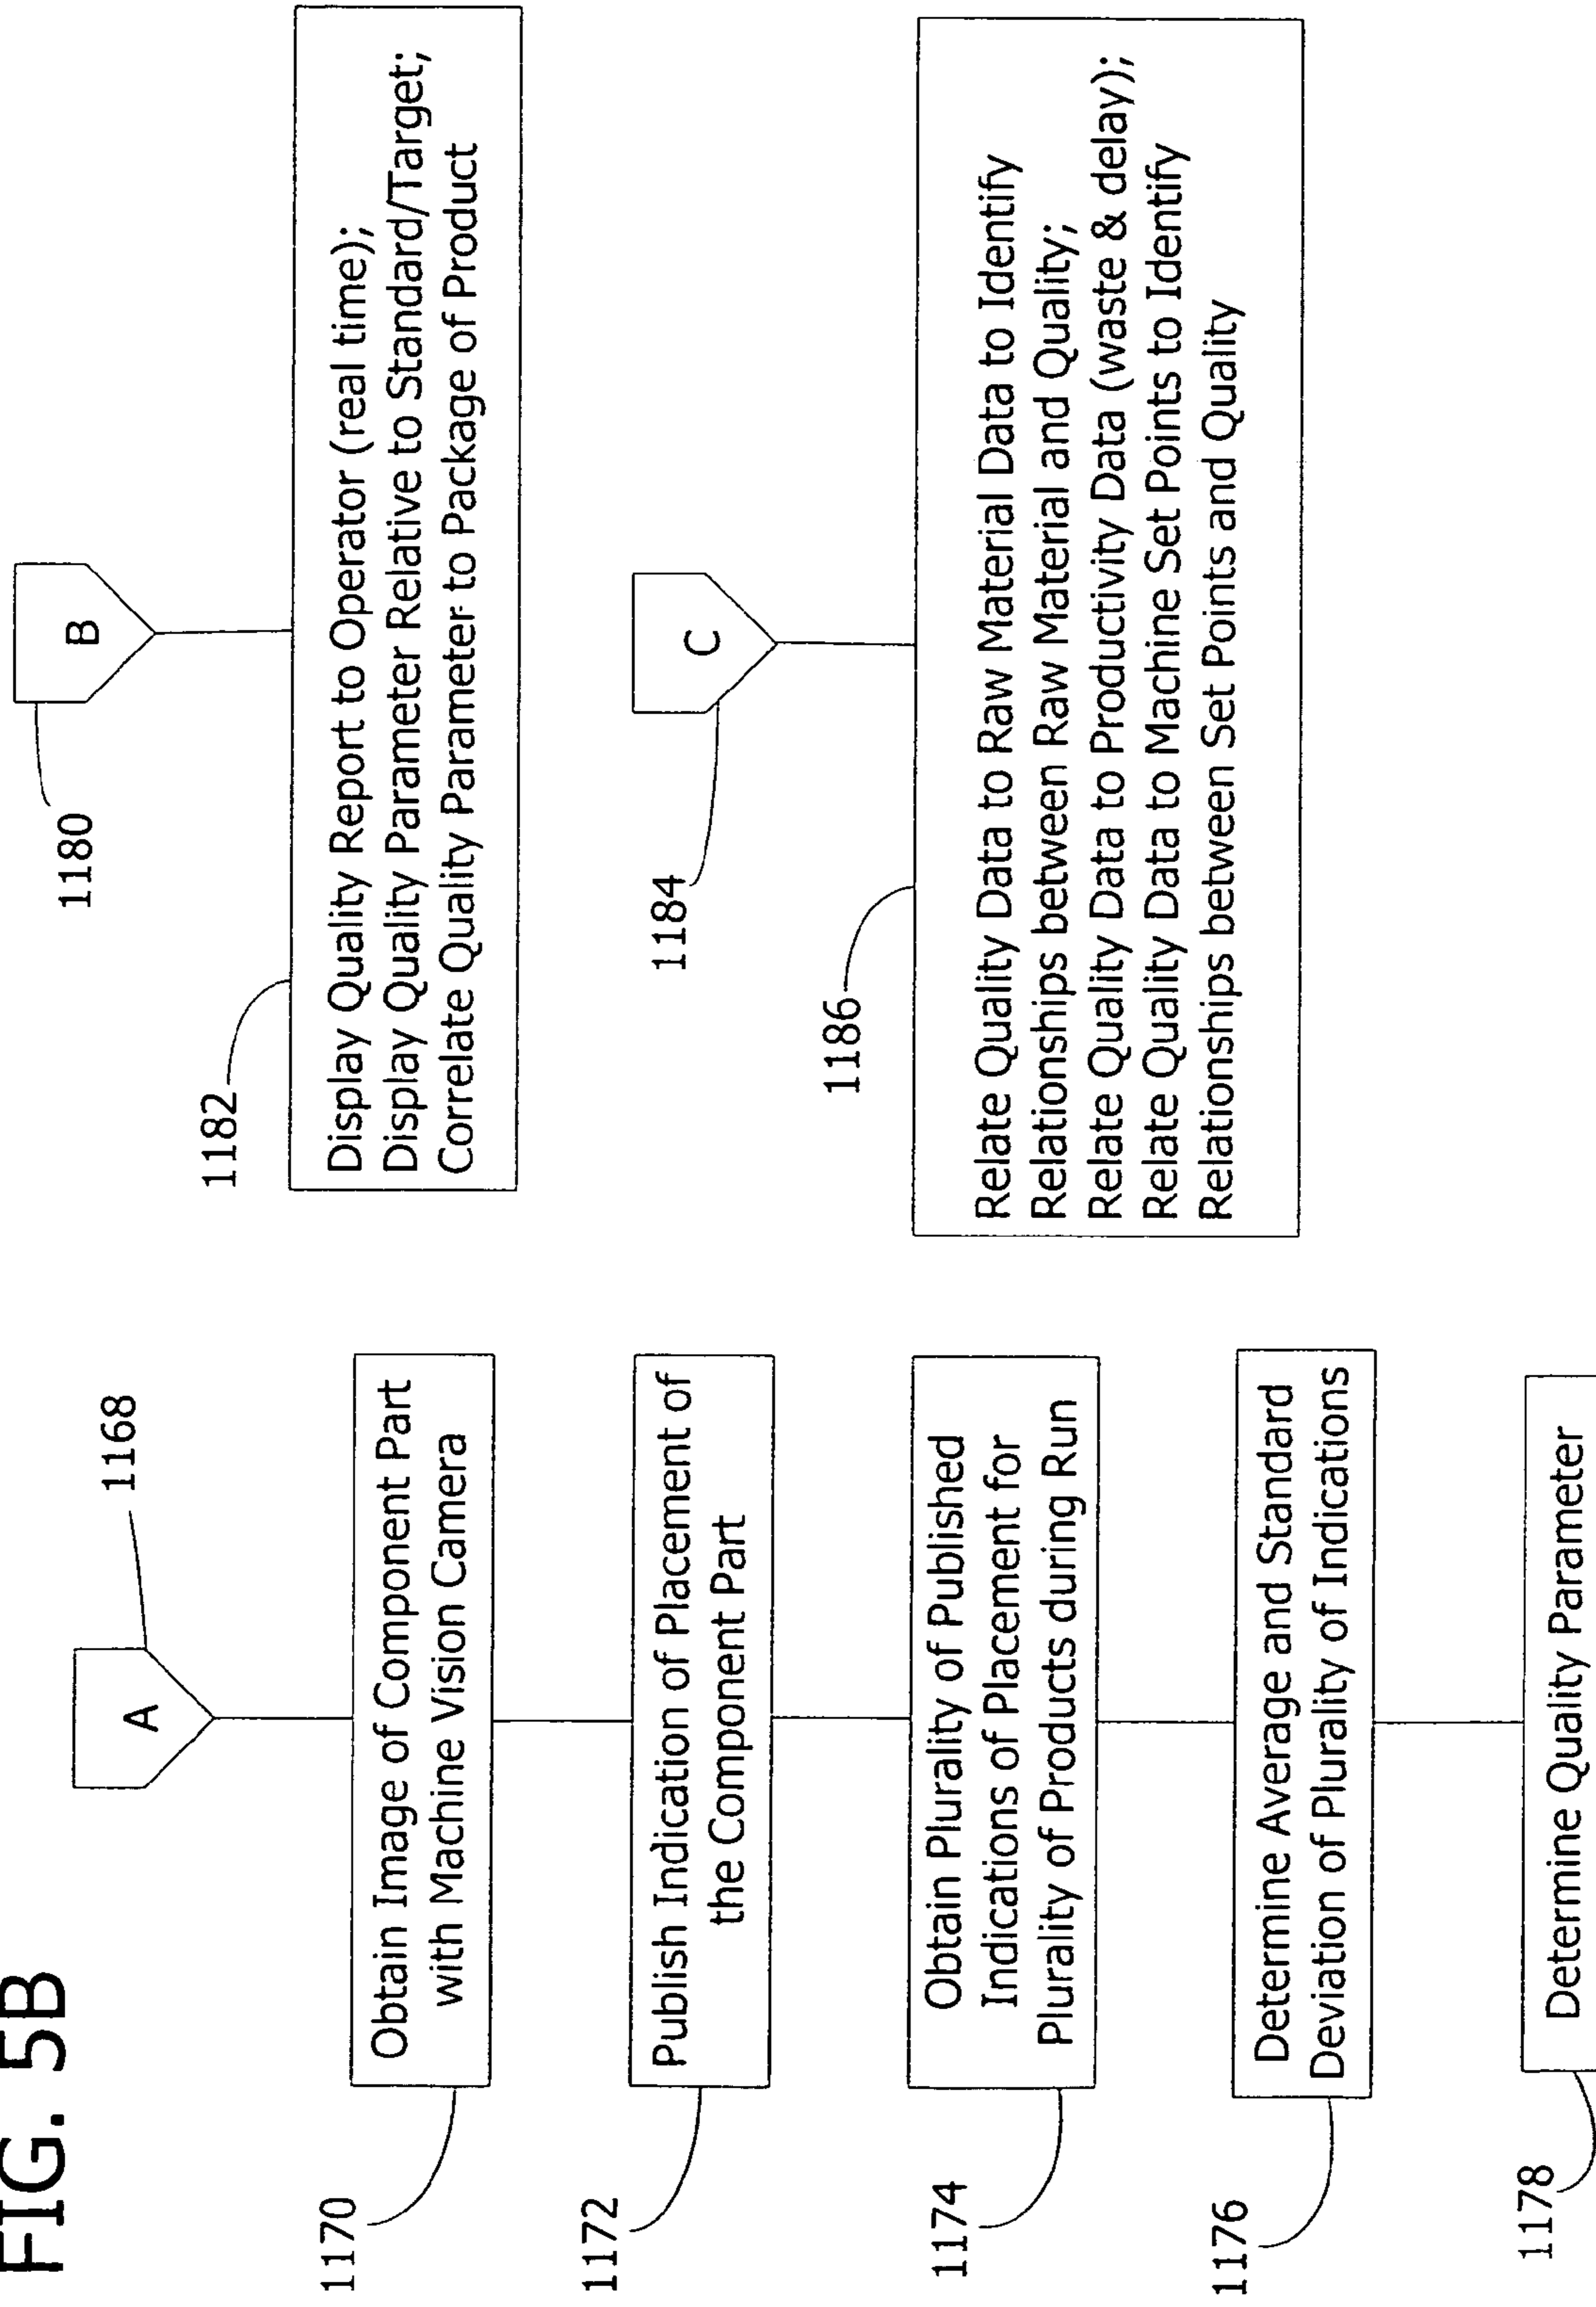 FIG. 5B
A
1168
1170
Obtain Image of Component Part
with Machine Vision Camera
1172
Publish Indication of Placement of
the Component Part
1174
Obtain Plurality of Published
Indications of Placement for
Plurality of Products during Run
1176
Determine Average and Standard
Deviation of Plurality of Indications
1178
Determine Quality Parameter
B
1180
1182
Display Quality Report to Operator (real time);
Display Quality Parameter Relative to Standard/Target;
Correlate Quality Parameter to Package of Product
C
1184
1186
Relate Quality Data to Raw Material Data to Identify
Relationships between Raw Material and Quality;
Relate Quality Data to Productivity Data (waste & delay);
Relate Quality Data to Machine Set Points to Identify
Relationships between Set Points and Quality